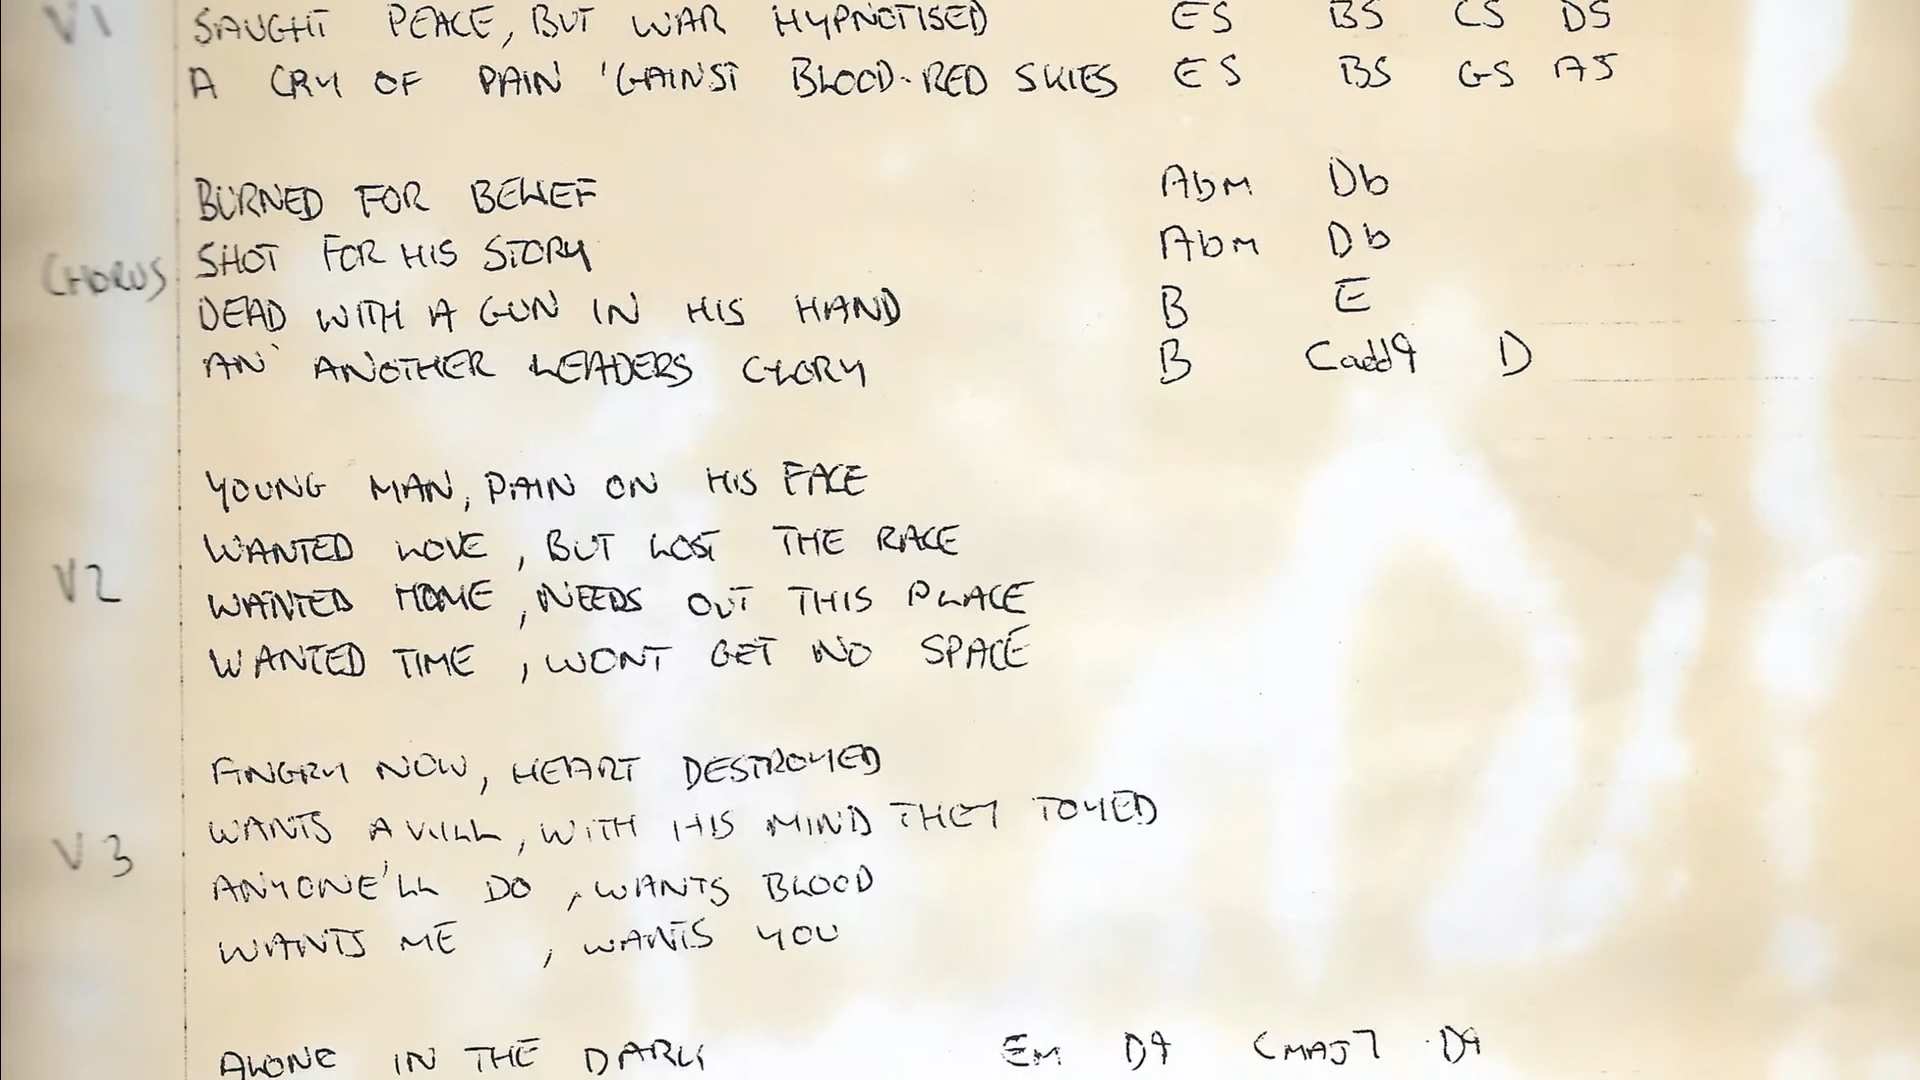 V1 SAUGHT PEACE, BUT WAR HYPNOTISED E5 B5 C5 D5
A CRY OF PAIN 'GAINST BLOOD-RED SKIES E5 B5 G5 A5
BURNED FOR BELIEF Abm Db
SHOT FOR HIS STORY Abm Db
CHORUS
DEAD WITH A GUN IN HIS HAND B E
AN' ANOTHER LEADERS GLORY B Cadd9 D
YOUNG MAN, PAIN ON HIS FACE
WANTED LOVE, BUT LOST THE RACE
V2
WANTED HOME, NEEDS OUT THIS PLACE
WANTED TIME, WONT GET NO SPACE
ANGRY NOW, HEART DESTROYED
WANTS A, WITH HIS MIND THEY TOYED
V3
ANYONE'LL DO, WANTS BLOOD
WANTS ME, WANTS YOU
ALONE IN THE DARK Em D9 CMAJ7 D9